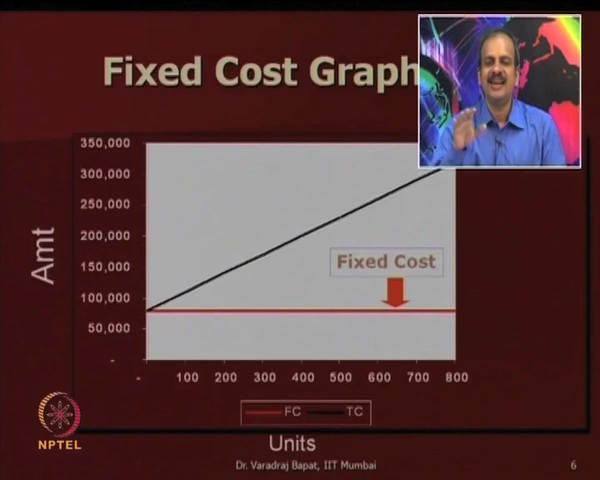 Fixed Cost Graph
350,000
300,000
250,000
200,000
150,000
100,000
50,000
-
Amt
Fixed Cost
- 100 200 300 400 500 600 700 800
FC TC
Units
NPTEL
Dr. Varadraj Bapat, IIT Mumbai
6